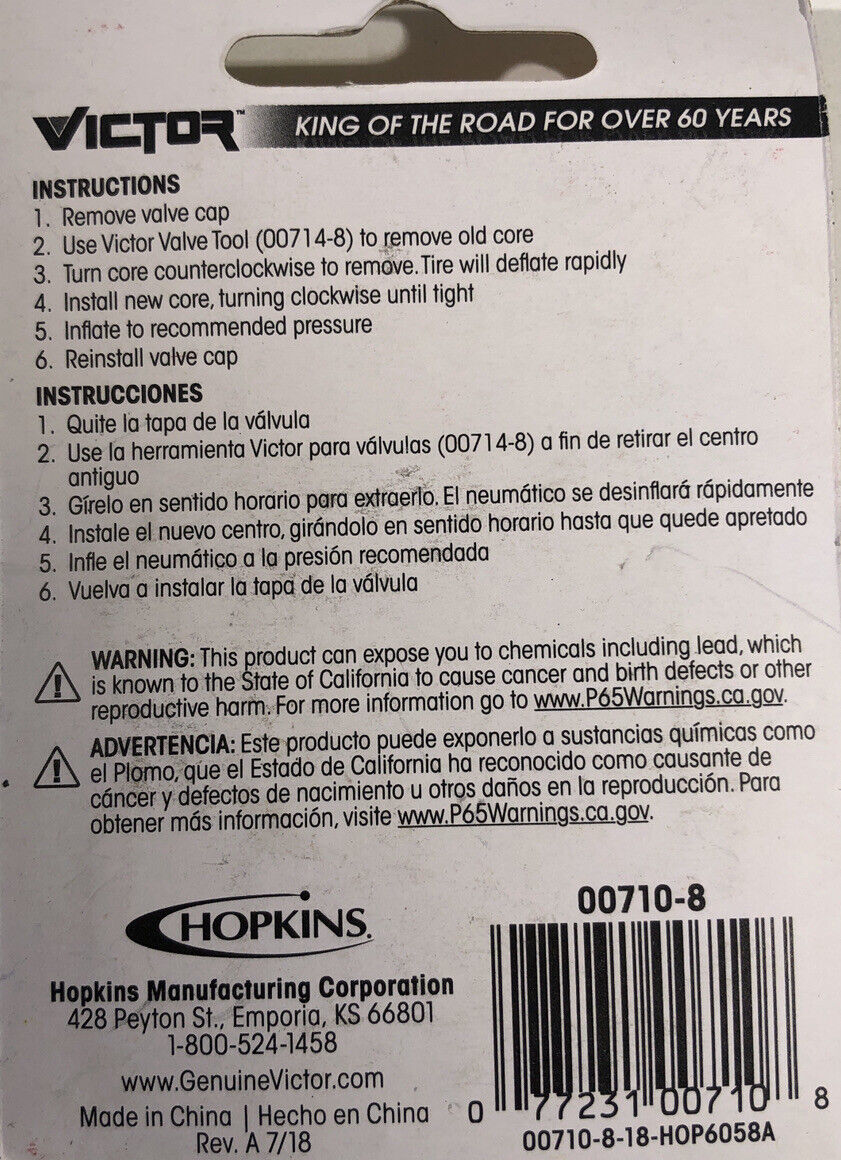 VICTOR™ KING OF THE ROAD FOR OVER 60 YEARS
INSTRUCTIONS
1. Remove valve cap
2. Use Victor Valve Tool (00714-8) to remove old core
3. Turn core counterclockwise to remove. Tire will deflate rapidly
4. Install new core, turning clockwise until tight
5. Inflate to recommended pressure
6. Reinstall valve cap
INSTRUCCIONES
1. Quite la tapa de la válvula
2. Use la herramienta Victor para válvulas (00714-8) a fin de retirar el centro
antiguo
3. Gírelo en sentido horario para extraerlo. El neumático se desinflará rápidamente
4. Instale el nuevo centro, girándolo en sentido horario hasta que quede apretado
5. Infle el neumático a la presión recomendada
6. Vuelva a instalar la tapa de la válvula
WARNING: This product can expose you to chemicals including lead, which
is known to the State of California to cause cancer and birth defects or other
reproductive harm. For more information go to www.P65Warnings.ca.gov.
ADVERTENCIA: Este producto puede exponerlo a sustancias químicas como
el Plomo, que el Estado de California ha reconocido como causante de
cáncer y defectos de nacimiento u otros daños en la reproducción. Para
obtener más información, visite www.P65Warnings.ca.gov.
HOPKINS.
Hopkins Manufacturing Corporation
428 Peyton St., Emporia, KS 66801
1-800-524-1458
www.GenuineVictor.com
Made in China | Hecho en China
Rev. A 7/18
00710-8
0 77231 00710 8
00710-8-18-HOP6058A